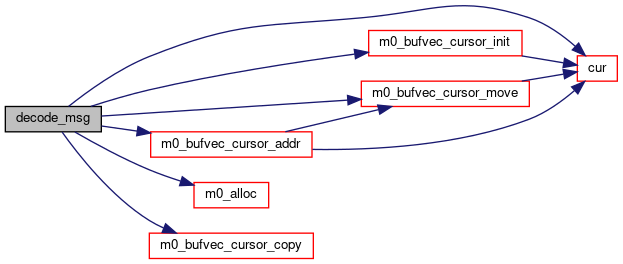 m0_bufvec_cursor_init
cur
m0_bufvec_cursor_move
decode_msg
m0_bufvec_cursor_addr
m0_alloc
m0_bufvec_cursor_copy